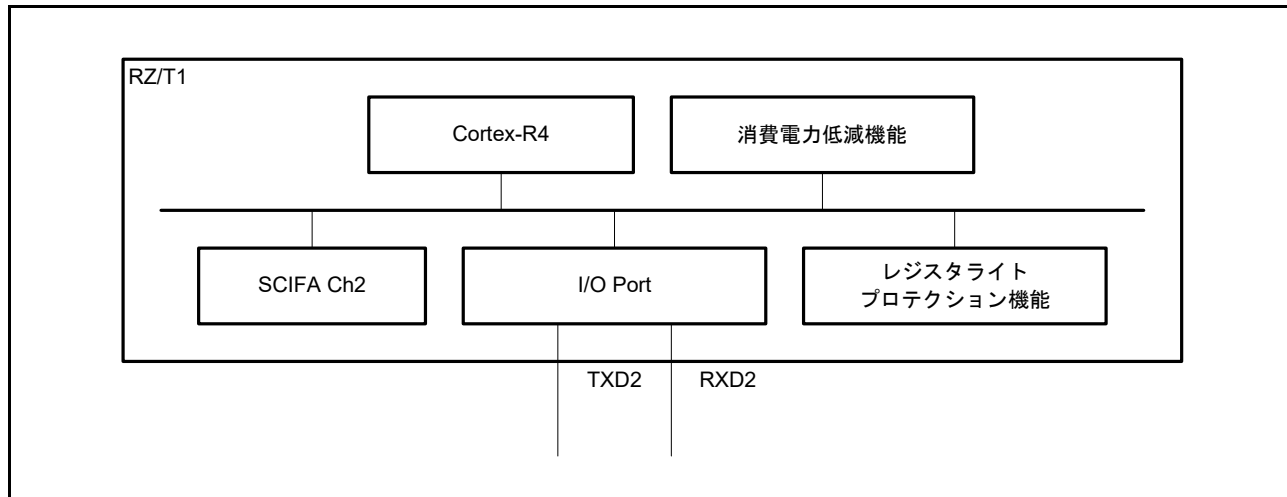 RZ/T1
Cortex-R4
消費電力低減機能
SCIFA Ch2
I/O Port
レジスタライト
プロテクション機能
TXD2
RXD2